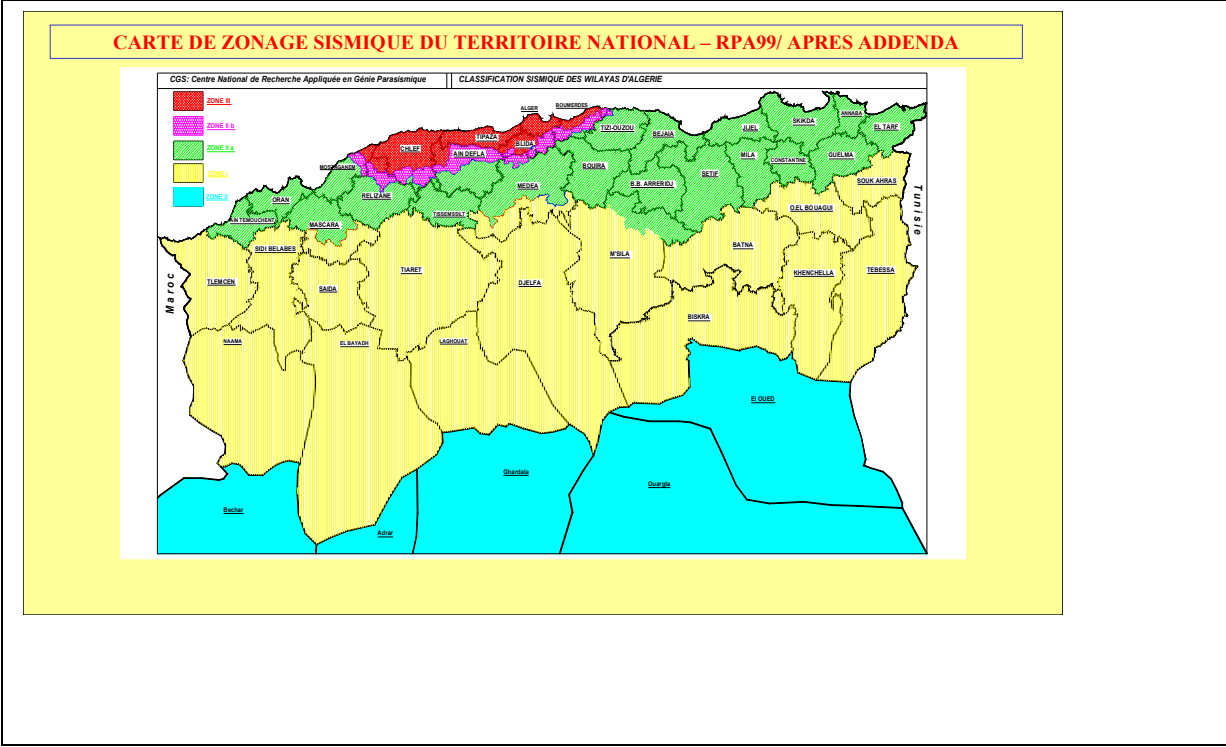 CARTE DE ZONAGE SISMIQUE DU TERRITOIRE NATIONAL – RPA99/ APRES ADDENDA
CGS: Centre National de Recherche Appliquée en Génie Parasismique
CLASSIFICATION SISMIQUE DES WILAYAS D'ALGERIE
ZONE III
ZONE II b
ZONE II a
ZONE I
ALGER
BOUMERDES
TIPAZA
BLIDA
CHLEF
AIN DEFLA
TIZI-OUZOU
BEJAIA
JIJEL
SKIKDA
ANNABA
EL TARF
MILA
CONSTANTINE
GUELMA
MOSTAGANEM
BOUIRA
SETIF
B.B. ARRERIDJ
SOUK AHRAS
ORAN
RELIZANE
MEDEA
O.EL BOUAGUI
AIN TEMOUCHENT
MASCARA
TISSEMSSILT
SIDI BELABES
Tunisie
Maroc
TLEMCEN
SAIDA
TIARET
DJELFA
M'SILA
BATNA
KHENCHELLA
TEBESSA
BISKRA
NAAMA
EL BAYADH
LAGHOUAT
El OUED
Ghardaia
Ouargla
Bechar
Adrar